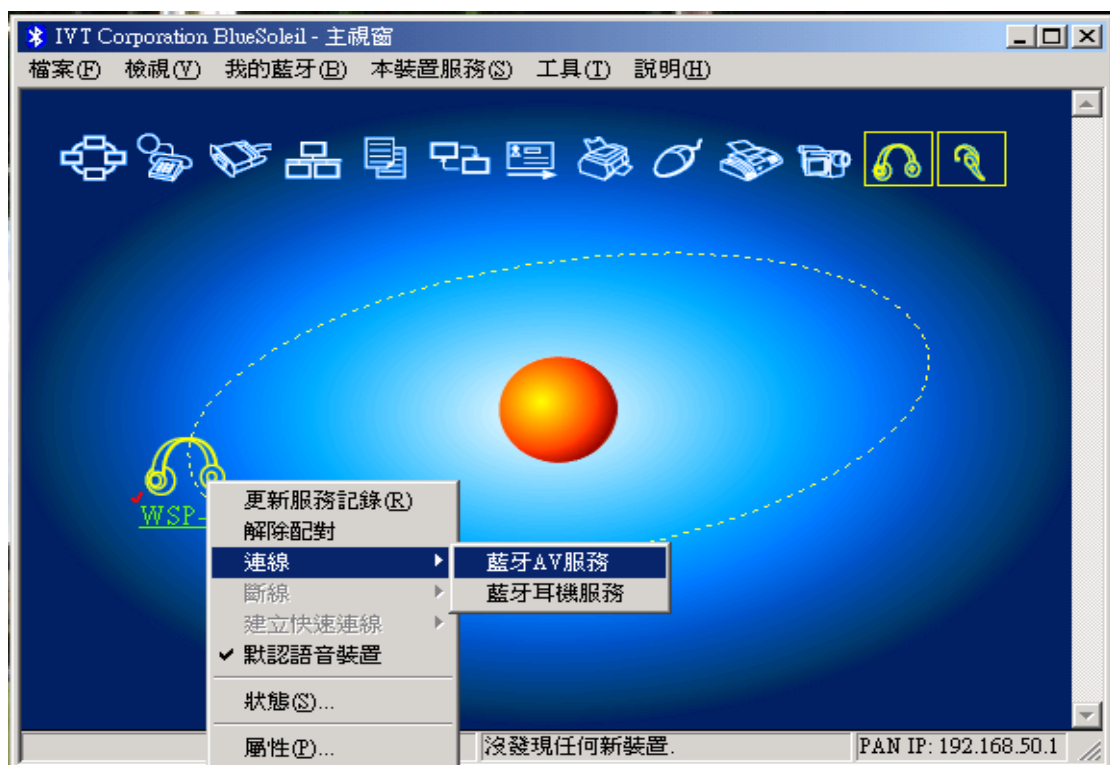 IVT Corporation BlueSoleil - 主視窗
檔案(F) 檢視(V) 我的藍牙(B) 本裝置服務(S) 工具(T) 說明(H)
WSP-
更新服務記錄(R)
解除配對
連線
藍牙AV服務
斷線
藍牙耳機服務
建立快速連線
默認語音裝置
狀態(S)...
屬性(P)...
沒發現任何新裝置.
PAN IP: 192.168.50.1